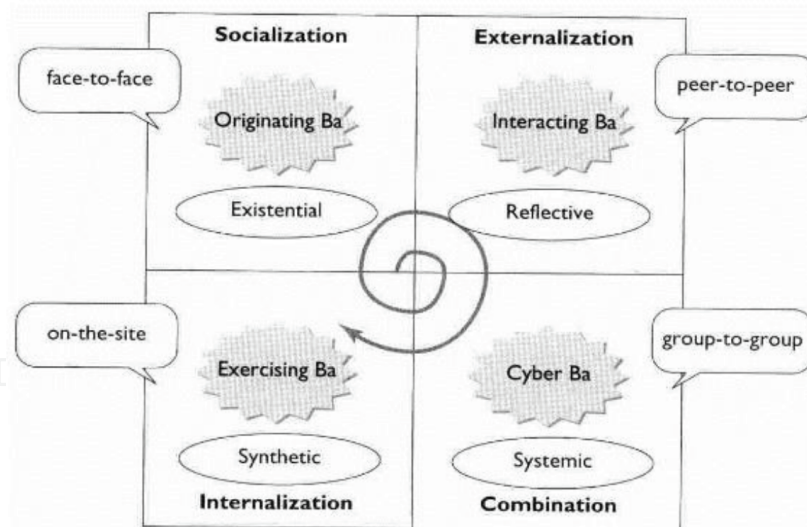 Socialization
Externalization
face-to-face
peer-to-peer
Originating Ba
Interacting Ba
Existential
Reflective
on-the-site
group-to-group
Exercising Ba
Cyber Ba
Synthetic
Systemic
Internalization
Combination